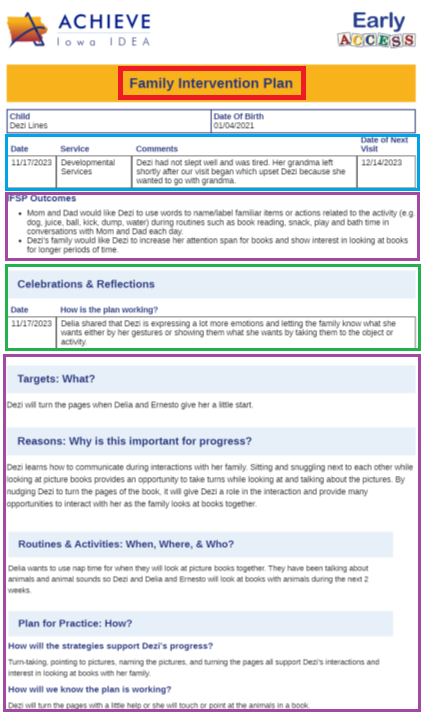 ACHIEVE
Iowa IDEA
Early
ACCESS
Family Intervention Plan
Child
Dezi Lines
Date Of Birth
01/04/2021
Date Service Comments Date of Next Visit
11/17/2023 Developmental Services
Dezi had not slept well and was tired. Her grandma left
shortly after our visit began which upset Dezi because she
wanted to go with grandma.
12/14/2023
IFSP Outcomes
• Mom and Dad would like Dezi to use words to name/label familiar items or actions related to the activity (e.g.
dog, juice, ball, kick, dump, water) during routines such as book reading, snack, play and bath time in
conversations with Mom and Dad each day.
• Dezi's family would like Dezi to increase her attention span for books and show interest in looking at books
for longer periods of time.
Celebrations & Reflections
Date How is the plan working?
11/17/2023 Delia shared that Dezi is expressing a lot more emotions and letting the family know what she
wants either by her gestures or showing them what she wants by taking them to the object or
activity.
Targets: What?
Dezi will turn the pages when Delia and Ernesto give her a little start.
Reasons: Why is this important for progress?
Dezi learns how to communicate during interactions with her family. Sitting and snuggling next to each other while
looking at picture books provides an opportunity to take turns while looking at and talking about the pictures. By
nudging Dezi to turn the pages of the book, it will give Dezi a role in the interaction and provide many
opportunities to interact with her as the family looks at books together.
Routines & Activities: When, Where, & Who?
Delia wants to use nap time for when they will look at picture books together. They have been talking about
animals and animal sounds so Dezi and Delia and Ernesto will look at books with animals during the next 2
weeks.
Plan for Practice: How?
How will the strategies support Dezi's progress?
Turn-taking, pointing to pictures, naming the pictures, and turning the pages all support Dezi's interactions and
interest in looking at books with her family.
How will we know the plan is working?
Dezi will turn the pages with a little help or she will touch or point at the animals in a book.